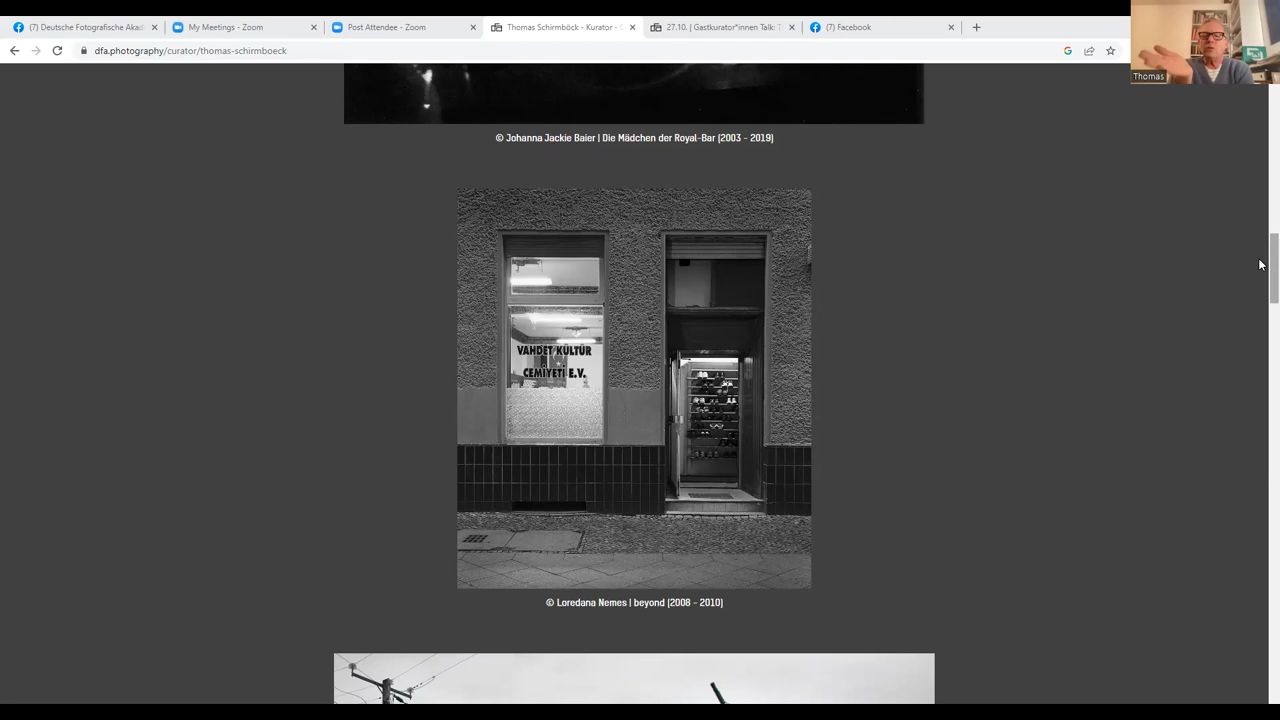 (7) Deutsche Fotografische Akad
My Meetings - Zoom
Post Attendee - Zoom
Thomas Schirmböck - Kurator - D
27.10. | Gastkurator*innen Talk: T
(7) Facebook
dfa.photography/curator/thomas-schirmboeck
Thomas
© Johanna Jackie Baier | Die Mädchen der Royal-Bar (2003 - 2019)
VAHDET KÜLTÜR
CEMİYETİ E.V.
© Loredana Nemes | beyond (2008 - 2010)